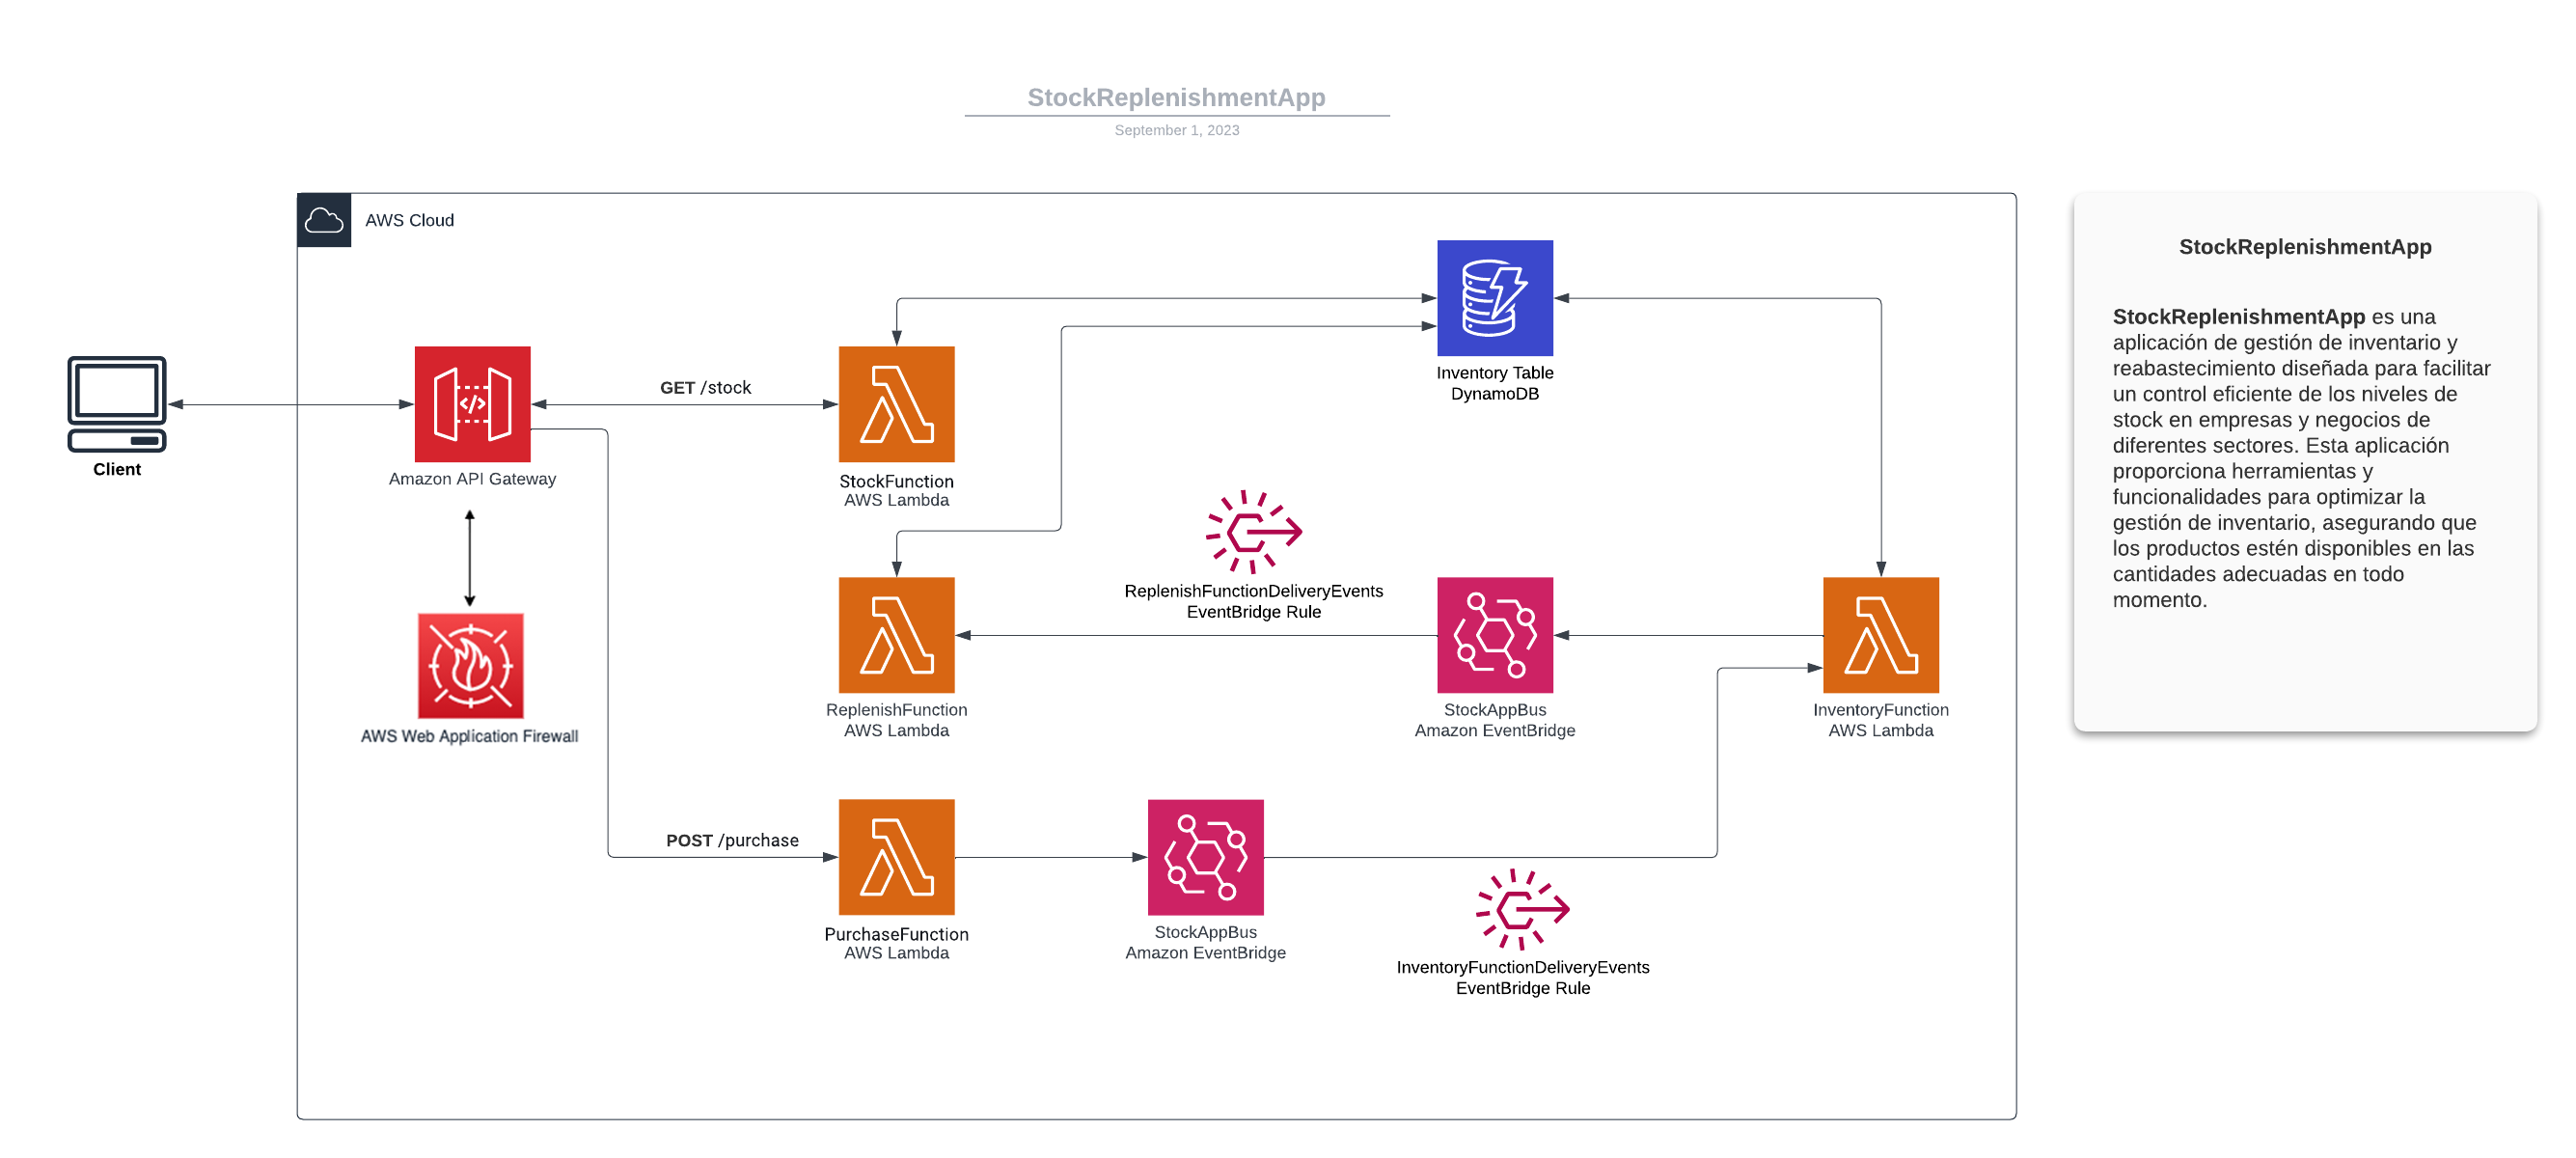 StockReplenishmentApp
September 1, 2023
AWS Cloud
Client
Amazon API Gateway
AWS Web Application Firewall
GET /stock
StockFunction
AWS Lambda
Inventory Table
DynamoDB
ReplenishFunctionDeliveryEvents
EventBridge Rule
ReplenishFunction
AWS Lambda
StockAppBus
Amazon EventBridge
InventoryFunction
AWS Lambda
POST /purchase
PurchaseFunction
AWS Lambda
StockAppBus
Amazon EventBridge
InventoryFunctionDeliveryEvents
EventBridge Rule
StockReplenishmentApp
StockReplenishmentApp es una
aplicación de gestión de inventario y
reabastecimiento diseñada para facilitar
un control eficiente de los niveles de
stock en empresas y negocios de
diferentes sectores. Esta aplicación
proporciona herramientas y
funcionalidades para optimizar la
gestión de inventario, asegurando que
los productos estén disponibles en las
cantidades adecuadas en todo
momento.